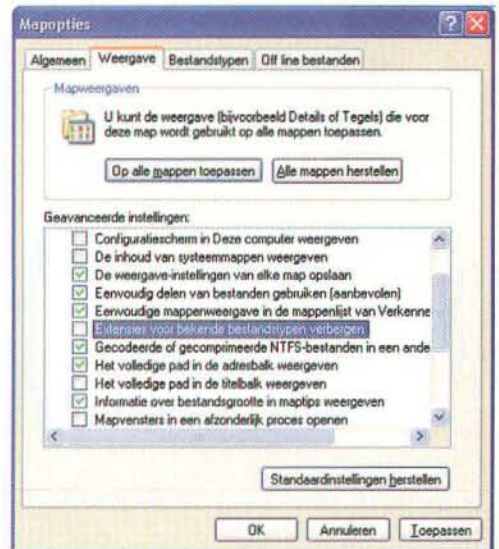 Mapopties
Algemeen Weergave Bestandstypen Off line bestanden
Mapweergaven
U kunt de weergave (bijvoorbeeld Details of Tegels) die voor
deze map wordt gebruikt op alle mappen toepassen.
Op alle mappen toepassen Alle mappen herstellen
Geavanceerde instellingen:
Configuratiescherm in Deze computer weergeven
De inhoud van systeemmappen weergeven
De weergave-instellingen van elke map opslaan
Eenvoudig delen van bestanden gebruiken (aanbevolen)
Eenvoudige mappenweergave in de mappenlijst van Verkenne
Extensies voor bekende bestandstypen verbergen
Gecodeerde of gecomprimeerde NTFS-bestanden in een ande
Het volledige pad in de adresbalk weergeven
Het volledige pad in de titelbalk weergeven
Informatie over bestandsgrootte in maptips weergeven
Mapvensters in een afzonderlijk proces openen
Standaardinstellingen herstellen
OK Annuleren Toepassen